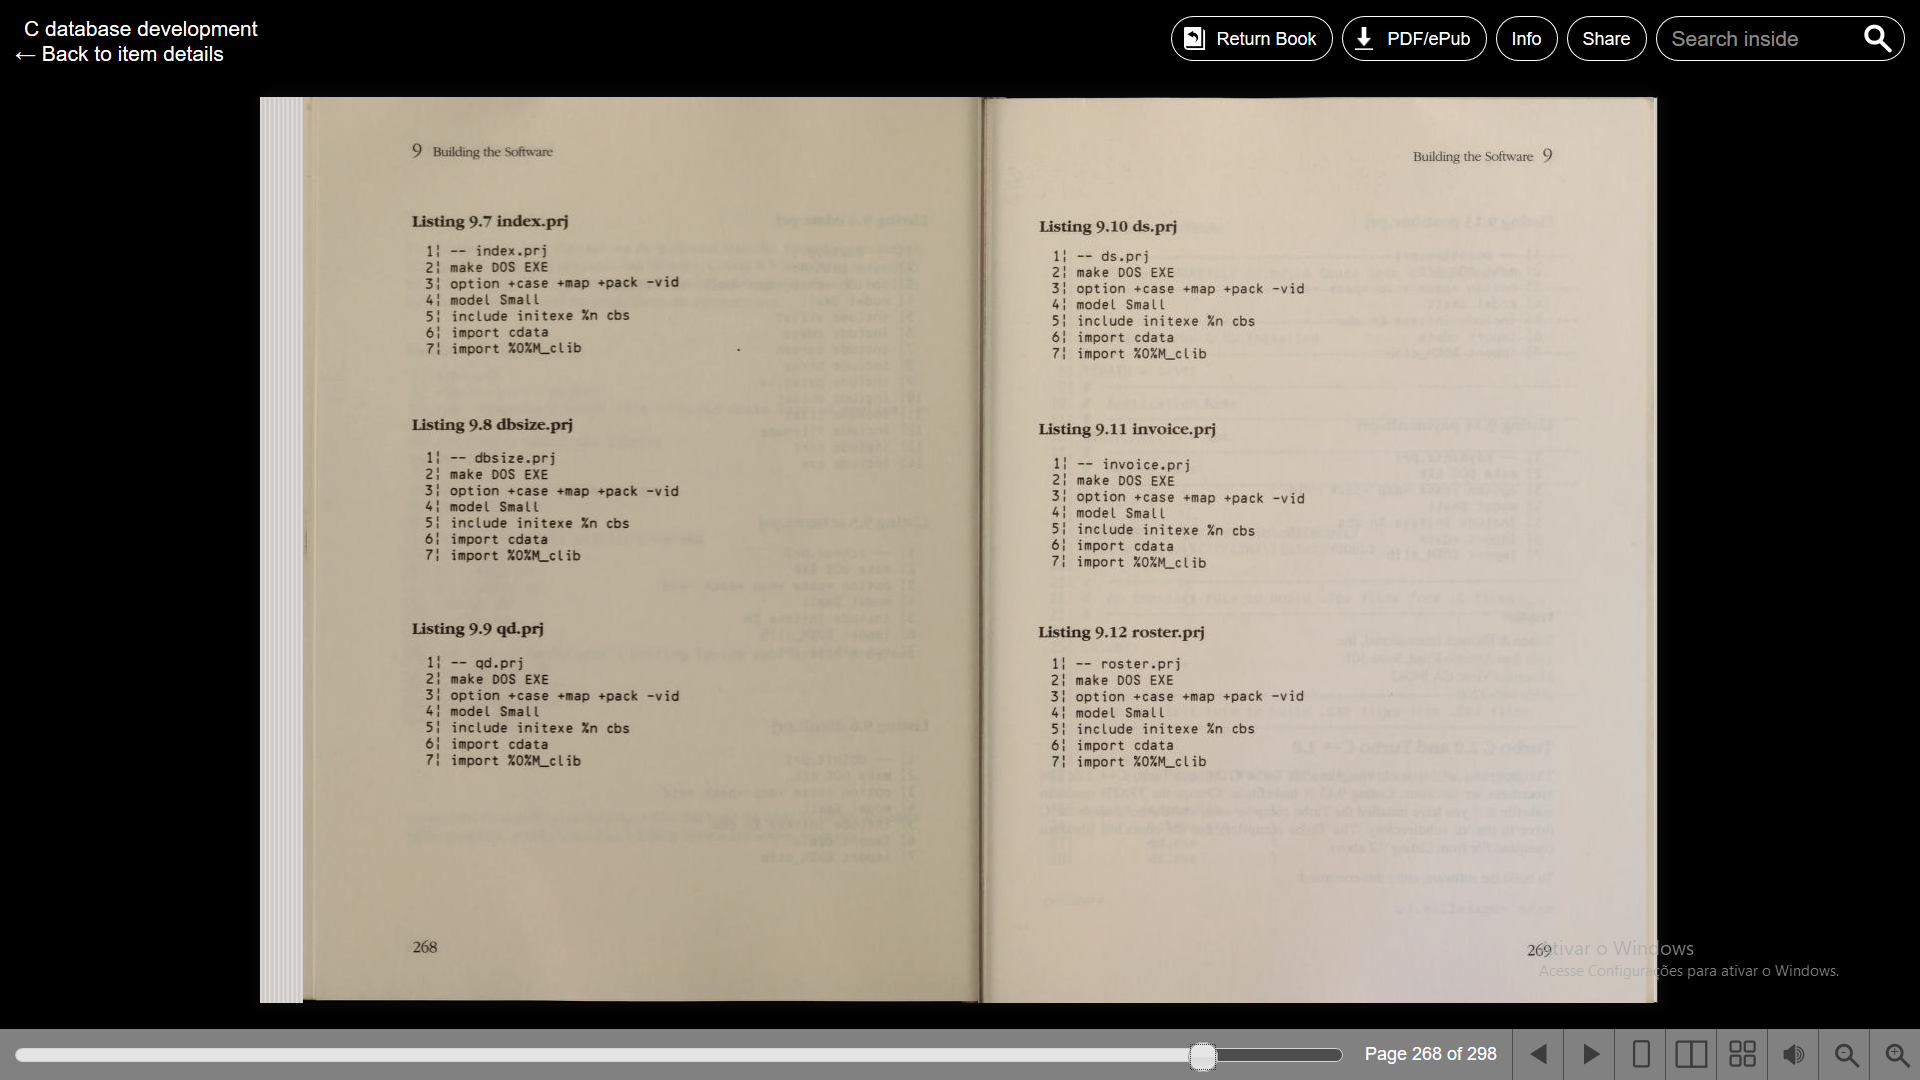 C database development
← Back to item details
Return Book
PDF/ePub
Info
Share
Search inside
9 Building the Software
Listing 9.7 index.prj
1¦ -- index.prj
2¦ make DOS EXE
3¦ option +case +map +pack -vid
4¦ model Small
5¦ include initexe %n cbs
6¦ import cdata
7¦ import %O%M_clib
Listing 9.8 dbsize.prj
1¦ -- dbsize.prj
2¦ make DOS EXE
3¦ option +case +map +pack -vid
4¦ model Small
5¦ include initexe %n cbs
6¦ import cdata
7¦ import %O%M_clib
Listing 9.9 qd.prj
1¦ -- qd.prj
2¦ make DOS EXE
3¦ option +case +map +pack -vid
4¦ model Small
5¦ include initexe %n cbs
6¦ import cdata
7¦ import %O%M_clib
268
Building the Software 9
Listing 9.10 ds.prj
1¦ -- ds.prj
2¦ make DOS EXE
3¦ option +case +map +pack -vid
4¦ model Small
5¦ include initexe %n cbs
6¦ import cdata
7¦ import %O%M_clib
Listing 9.11 invoice.prj
1¦ -- invoice.prj
2¦ make DOS EXE
3¦ option +case +map +pack -vid
4¦ model Small
5¦ include initexe %n cbs
6¦ import cdata
7¦ import %O%M_clib
Listing 9.12 roster.prj
1¦ -- roster.prj
2¦ make DOS EXE
3¦ option +case +map +pack -vid
4¦ model Small
5¦ include initexe %n cbs
6¦ import cdata
7¦ import %O%M_clib
269
Ativar o Windows
Acesse Configurações para ativar o Windows.
Page 268 of 298